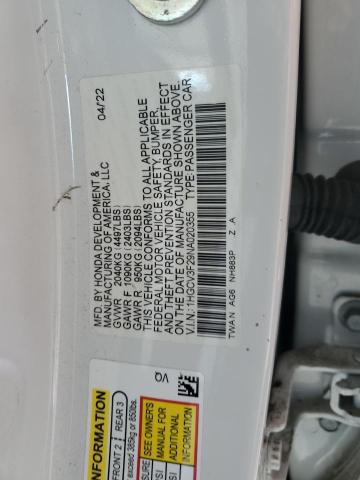 MFD. BY HONDA DEVELOPMENT & 04/22
MANUFACTURING OF AMERICA, LLC
GVWR 2040KG (4497LBS)
GAWR F 1090KG (2403LBS)
GAWR R 950KG (2094LBS)
THIS VEHICLE CONFORMS TO ALL APPLICABLE
FEDERAL MOTOR VEHICLE SAFETY, BUMPER,
AND THEFT PREVENTION STANDARDS IN EFFECT
ON THE DATE OF MANUFACTURE SHOWN ABOVE.
V.I.N.: 1HGCV3F29NA020355 TYPE:PASSENGER CAR
TWAN AG6 NH883P Z A
VQ
INFORMATION
FRONT 2 REAR 3
exceed 385kg or 850lbs.
SEE OWNER'S
MANUAL FOR
ADDITIONAL
INFORMATION